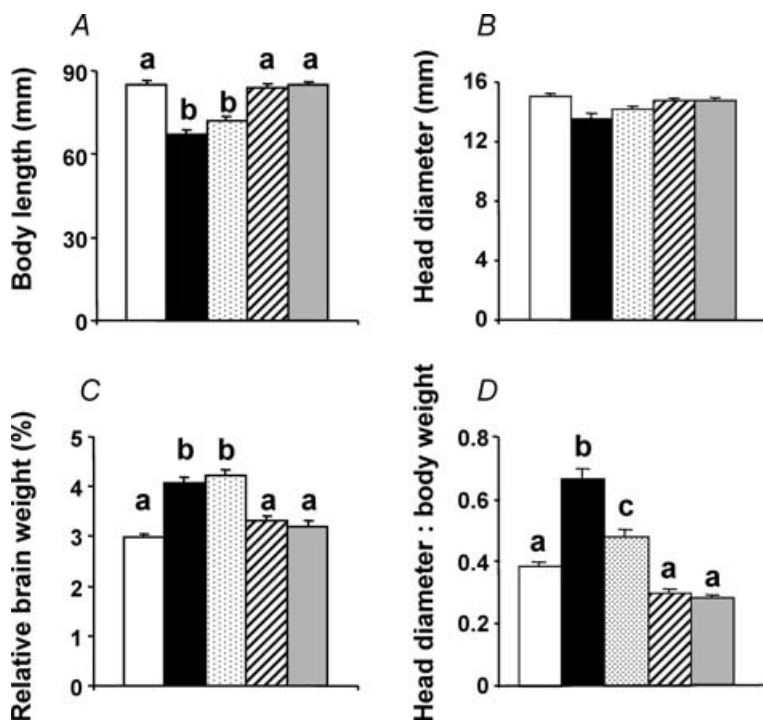 A
Body length (mm)
90
60
30
0
a
b
b
a
a
B
Head diameter (mm)
16
12
8
4
0
C
Relative brain weight (%)
5
4
3
2
1
0
a
b
b
a
a
D
Head diameter : body weight
0.8
0.6
0.4
0.2
0
a
b
c
a
a